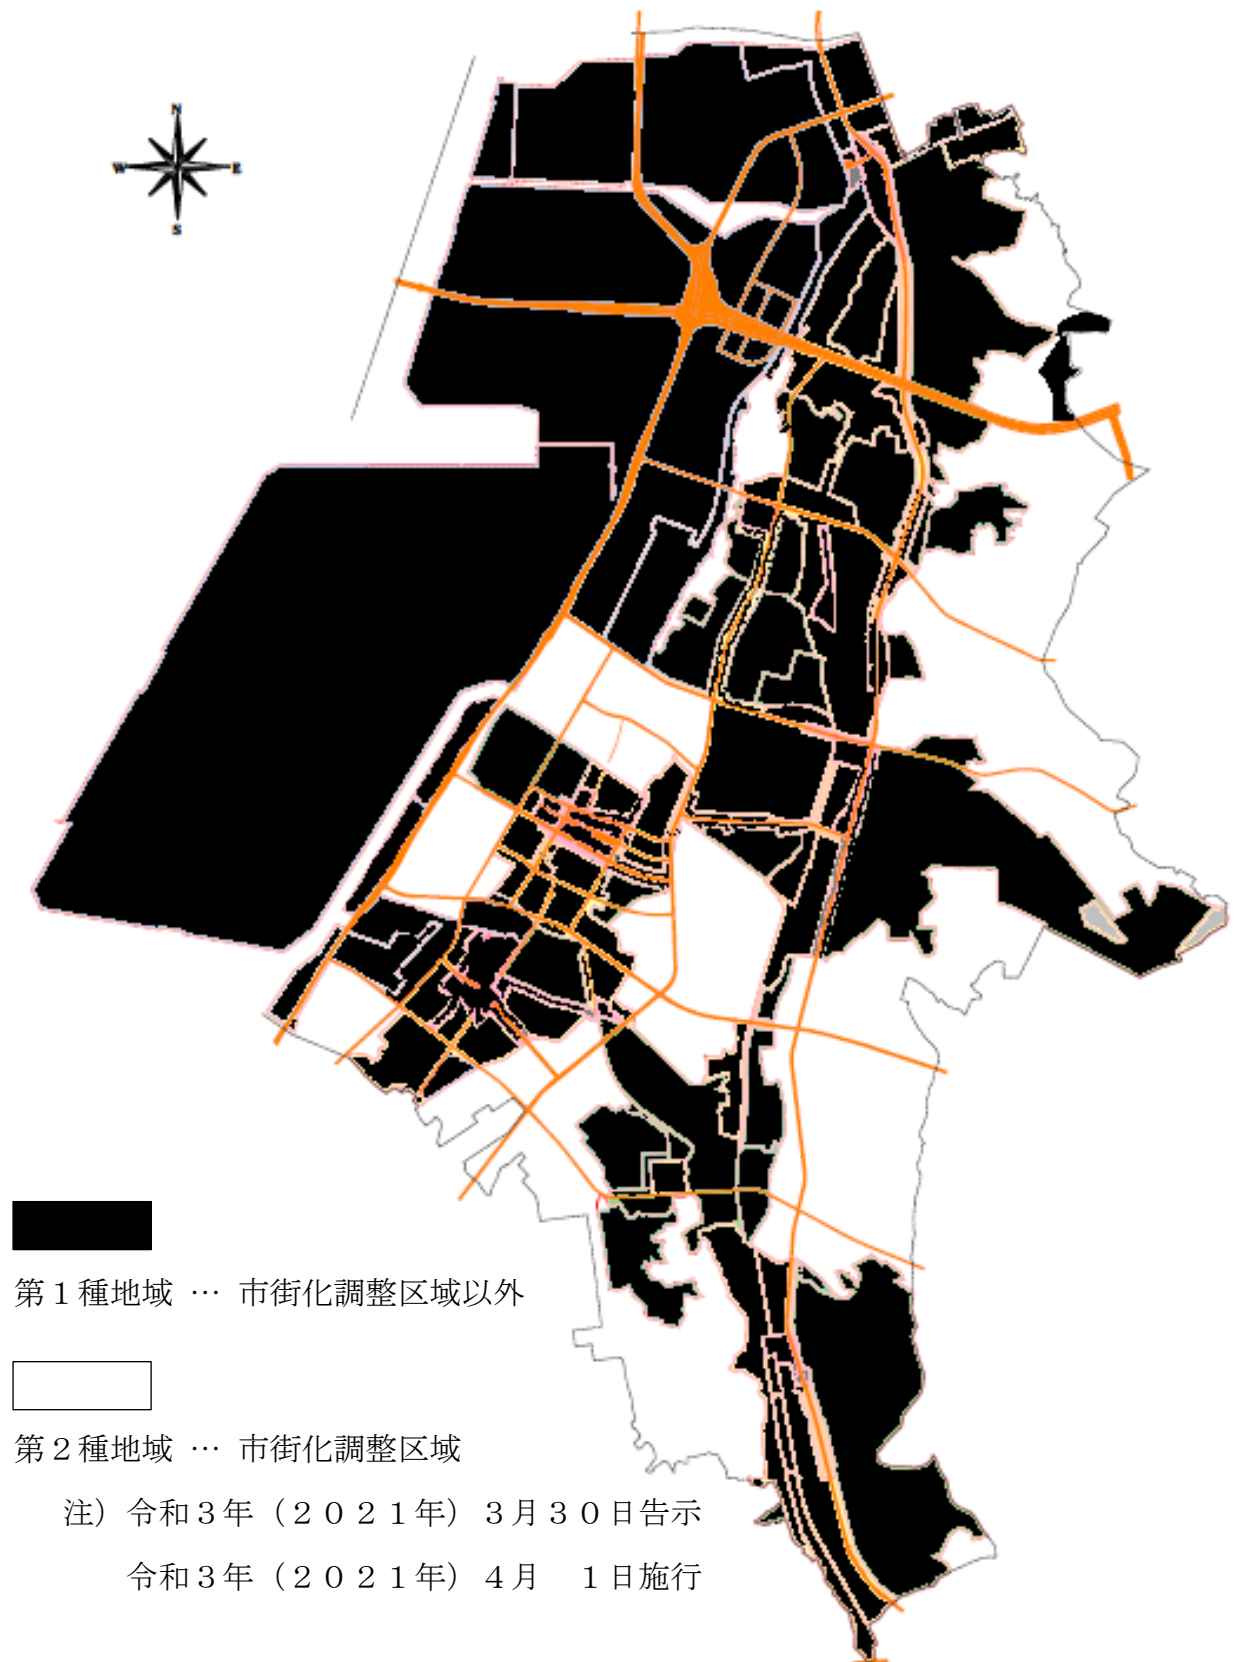 N
W
E
S
第１種地域 … 市街化調整区域以外
第２種地域 … 市街化調整区域
注）令和３年（２０２１年）３月３０日告示
令和３年（２０２１年）４月　１日施行